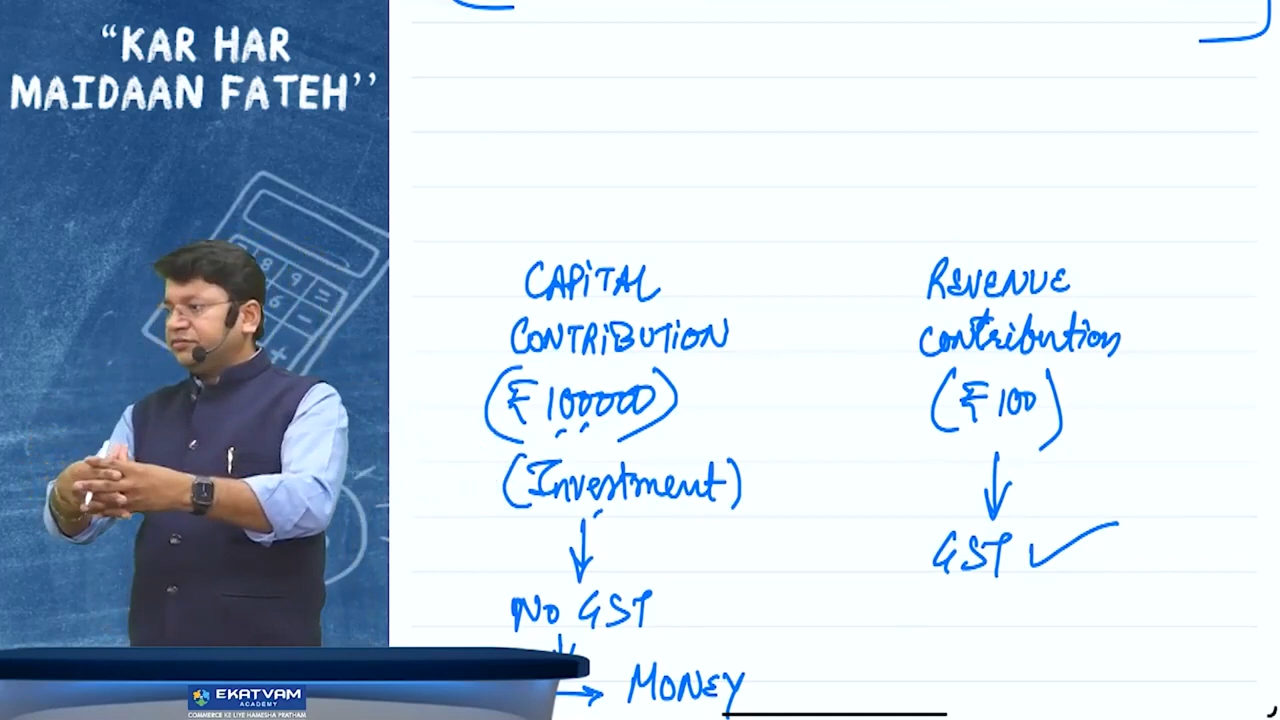 “KAR HAR
MAIDAAN FATEH’’
CAPITAL
CONTRIBUTION
(₹ 100000)
(Investment)
No GST
MONEY
REVENUE
contribution
(₹ 100)
GST ✓
EKATVAM
ACADEMY
COMMERCE KE LIYE HAMESHA PRATHAM